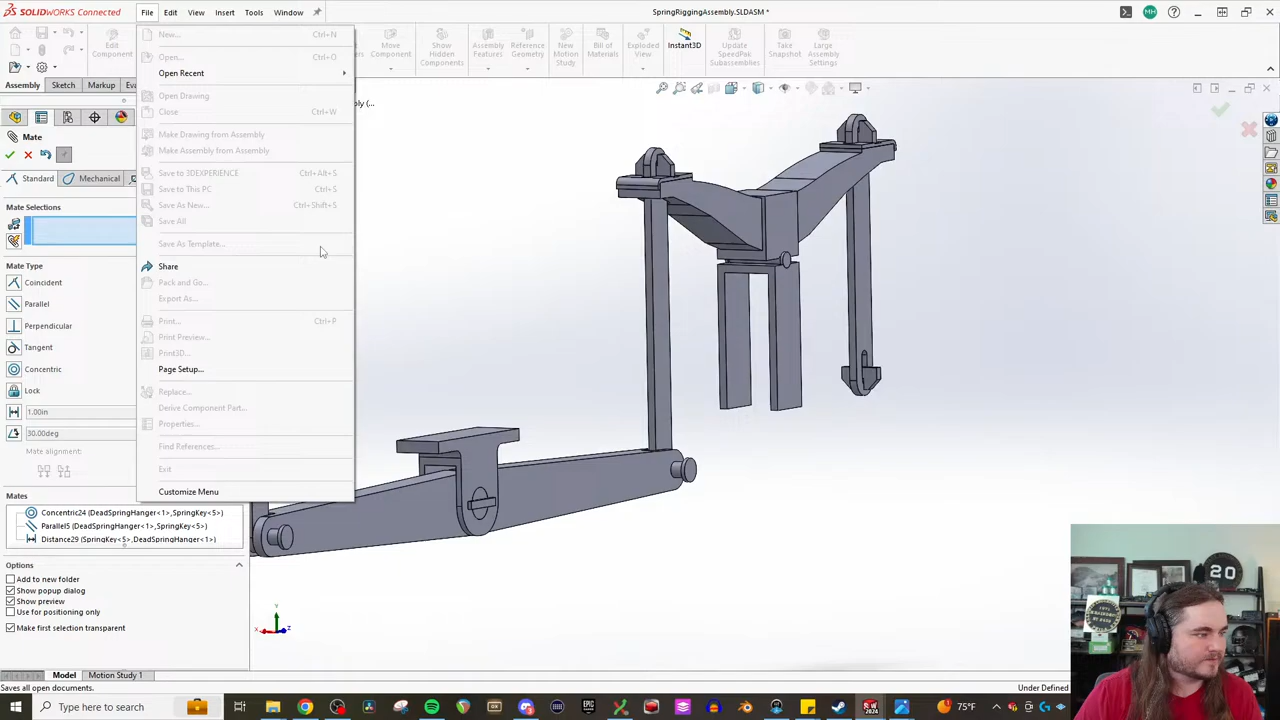 SOLIDWORKS Connected
File
Edit
View
Insert
Tools
Window
SpringRiggingAssembly.SLDASM *
Edit
Component
Move
Component
Show
Hidden
Components
Assembly
Features
Reference
Geometry
New
Motion
Study
Bill of
Materials
Exploded
View
Instant3D
Update
SpeedPak
Subassemblies
Take
Snapshot
Large
Assembly
Settings
Assembly
Sketch
Markup
New... Ctrl+N
Open... Ctrl+O
Open Recent
Open Drawing
Close Ctrl+W
Make Drawing from Assembly
Make Assembly from Assembly
Save to 3DEXPERIENCE Ctrl+Alt+S
Save to This PC Ctrl+S
Save As New... Ctrl+Shift+S
Save All
Save As Template...
Share
Pack and Go...
Export As...
Print... Ctrl+P
Print Preview...
Print3D...
Page Setup...
Replace...
Derive Component Part...
Properties...
Find References...
Exit
Customize Menu
Mate
Standard
Mechanical
Mate Selections
Mate Type
Coincident
Parallel
Perpendicular
Tangent
Concentric
Lock
1.00in
30.00deg
Mate alignment:
Mates
Concentric24 (DeadSpringHanger<1>,SpringKey<5>)
Parallel5 (DeadSpringHanger<1>,SpringKey<5>)
Distance29 (SpringKey<5>,DeadSpringHanger<1>)
Options
Add to new folder
Show popup dialog
Show preview
Use for positioning only
Make first selection transparent
Y
X
Z
20
Model
Motion Study 1
Saves all open documents.
Under Defined
Type here to search
75°F